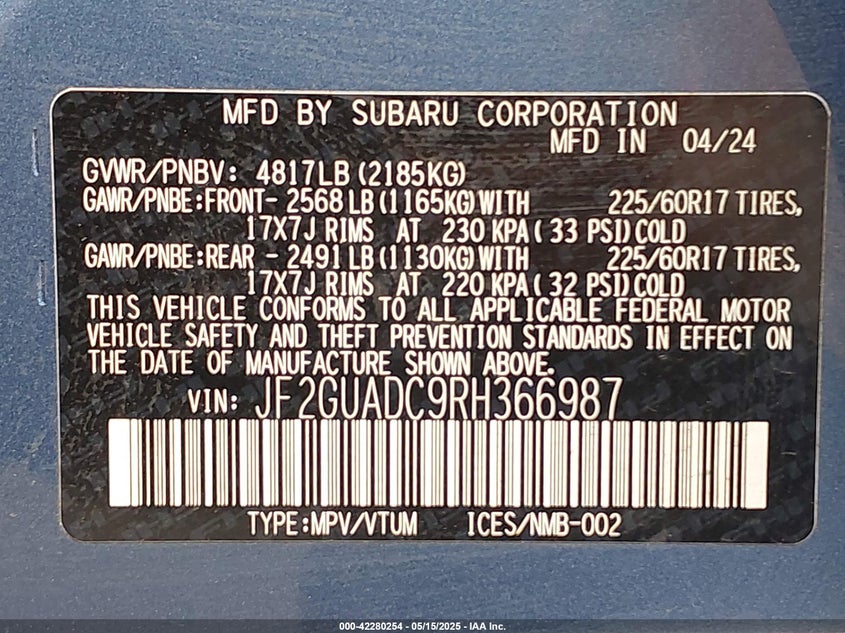 MFD BY SUBARU CORPORATION
MFD IN 04/24
GVWR/PNBV: 4817LB (2185KG)
GAWR/PNBE:FRONT- 2568 LB(1165KG)WITH 225/60R17 TIRES,
17X7J RIMS AT 230 KPA( 33 PSI)COLD
GAWR/PNBE:REAR - 2491 LB(1130KG)WITH 225/60R17 TIRES,
17X7J RIMS AT 220 KPA( 32 PSI)COLD
THIS VEHICLE CONFORMS TO ALL APPLICABLE FEDERAL MOTOR
VEHICLE SAFETY AND THEFT PREVENTION STANDARDS IN EFFECT ON
THE DATE OF MANUFACTURE SHOWN ABOVE.
VIN: JF2GUADC9RH366987
TYPE:MPV/VTUM ICES/NMB-002
000-42280254 - 05/15/2025 - IAA Inc.